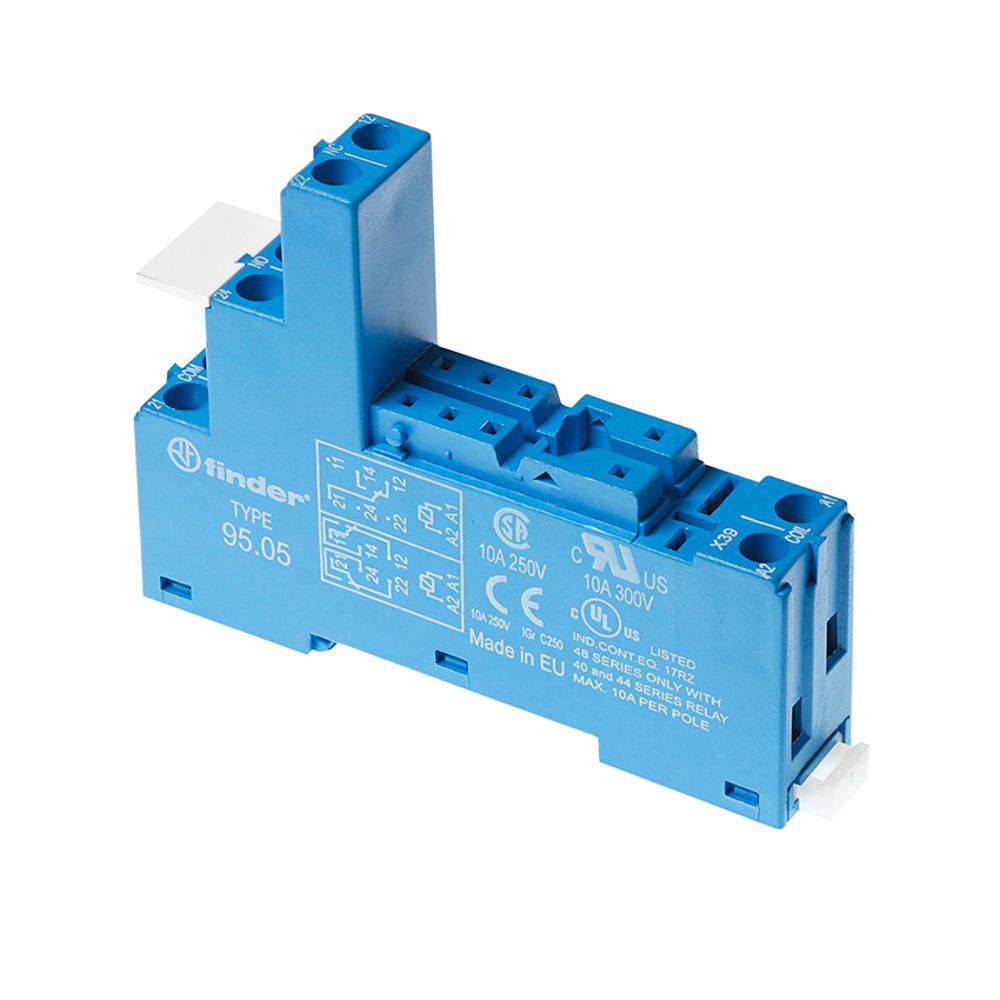 12
NC
22
NO
24
COM
21
finder®
TYPE
95.05
11
14
12
21
24
22
A2 A1
11
14
12
21
24
22
A2 A1
10A 250V
C US
10A 300V
CE
10A 250V
IGr C250
Made in EU
C UL US
LISTED
IND.CONT.EQ. 17RZ
48 SERIES ONLY WITH
40 and 44 SERIES RELAY
MAX. 10A PER POLE
X39
A1
COIL
A2